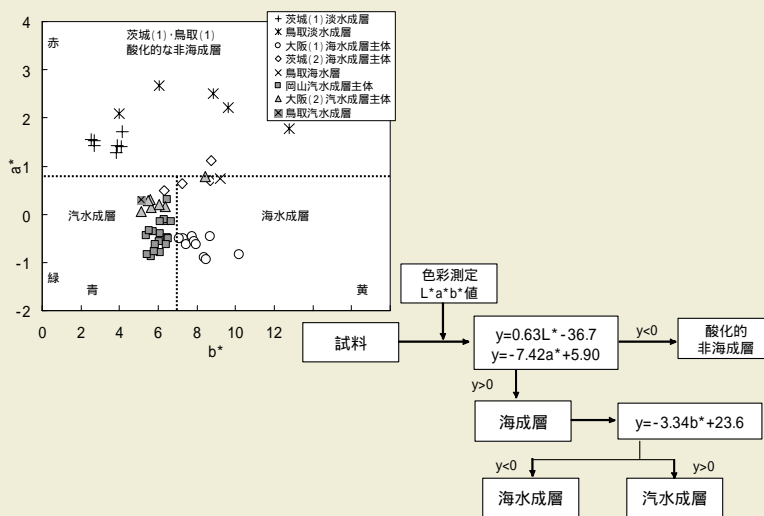 4
3
2
1
0
-1
-2
a*
赤
緑
青
黄
0
2
4
6
8
10
12
b*
茨城(1)･鳥取(1)
酸化的な非海成層
茨城(1)淡水成層
鳥取淡水成層
大阪(1)海水成層主体
茨城(2)海水成層主体
鳥取海水層
岡山汽水成層主体
大阪(2)汽水成層主体
鳥取汽水成層
汽水成層
海水成層
色彩測定
L*a*b*値
試料
y=0.63L*-36.7
y=-7.42a*+5.90
y<0
酸化的
非海成層
y>0
海成層
y=-3.34b*+23.6
y<0
y>0
海水成層
汽水成層